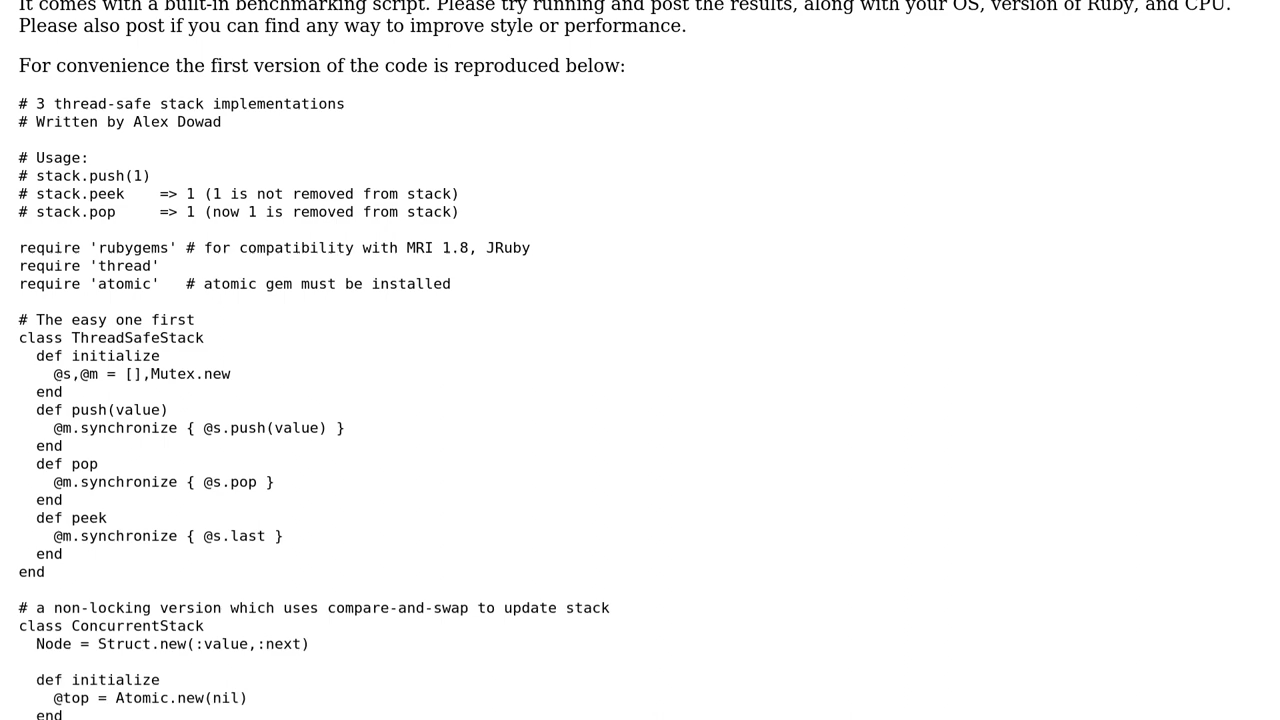 It comes with a built-in benchmarking script. Please try running and post the results, along with your OS, version of Ruby, and CPU.
Please also post if you can find any way to improve style or performance.
For convenience the first version of the code is reproduced below:
# 3 thread-safe stack implementations
# Written by Alex Dowad
# Usage:
# stack.push(1)
# stack.peek    => 1 (1 is not removed from stack)
# stack.pop     => 1 (now 1 is removed from stack)
require 'rubygems' # for compatibility with MRI 1.8, JRuby
require 'thread'
require 'atomic'   # atomic gem must be installed
# The easy one first
class ThreadSafeStack
  def initialize
    @s,@m = [],Mutex.new
  end
  def push(value)
    @m.synchronize { @s.push(value) }
  end
  def pop
    @m.synchronize { @s.pop }
  end
  def peek
    @m.synchronize { @s.last }
  end
end
# a non-locking version which uses compare-and-swap to update stack
class ConcurrentStack
  Node = Struct.new(:value,:next)
  def initialize
    @top = Atomic.new(nil)
  end